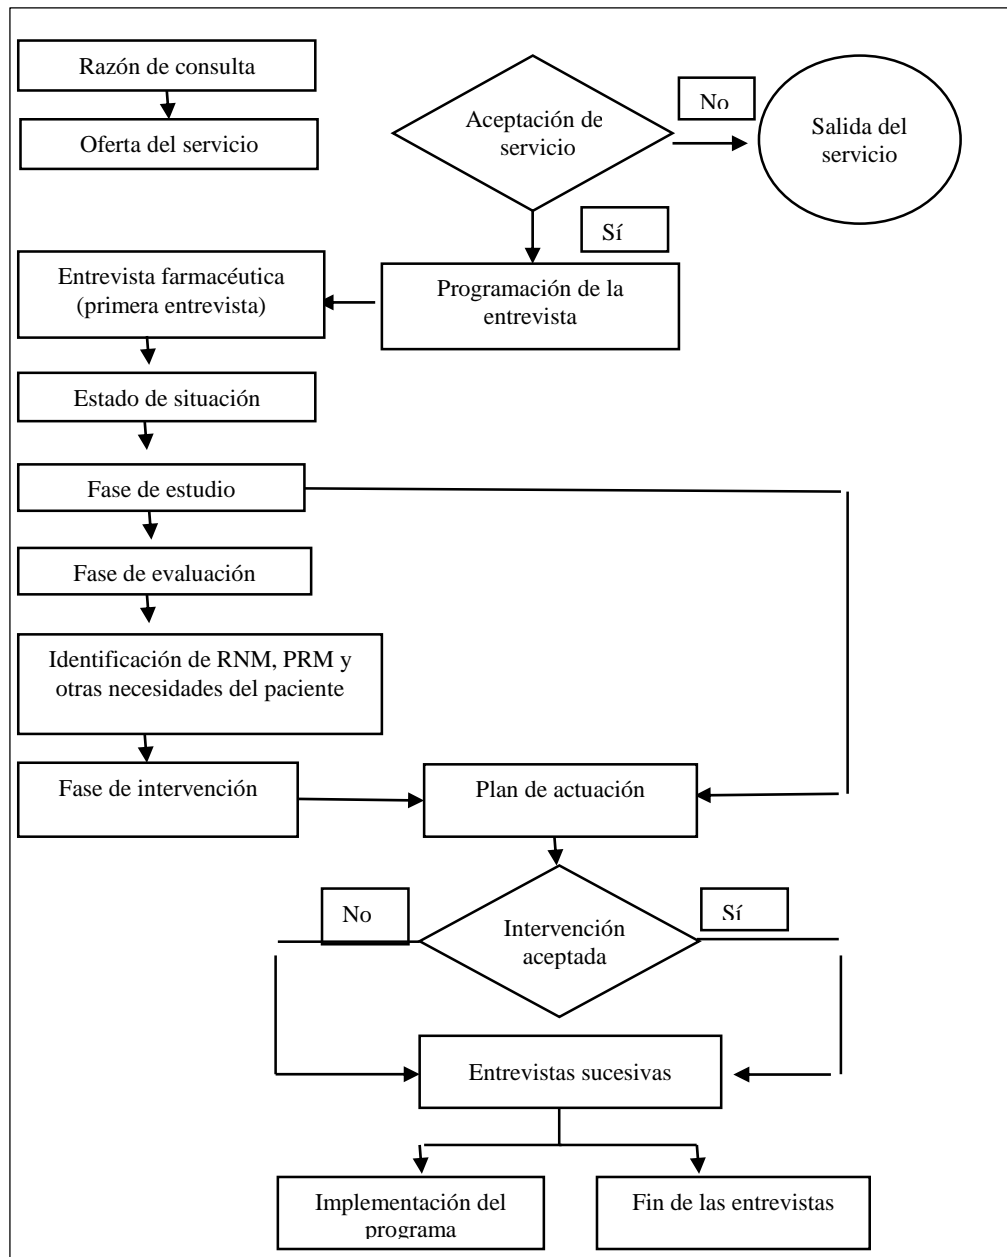 Razón de consulta
Oferta del servicio
Aceptación de
servicio
No
Salida del
servicio
Sí
Programación de la
entrevista
Entrevista farmacéutica
(primera entrevista)
Estado de situación
Fase de estudio
Fase de evaluación
Identificación de RNM, PRM y
otras necesidades del paciente
Fase de intervención
Plan de actuación
Intervención
aceptada
No
Sí
Entrevistas sucesivas
Implementación del
programa
Fin de las entrevistas